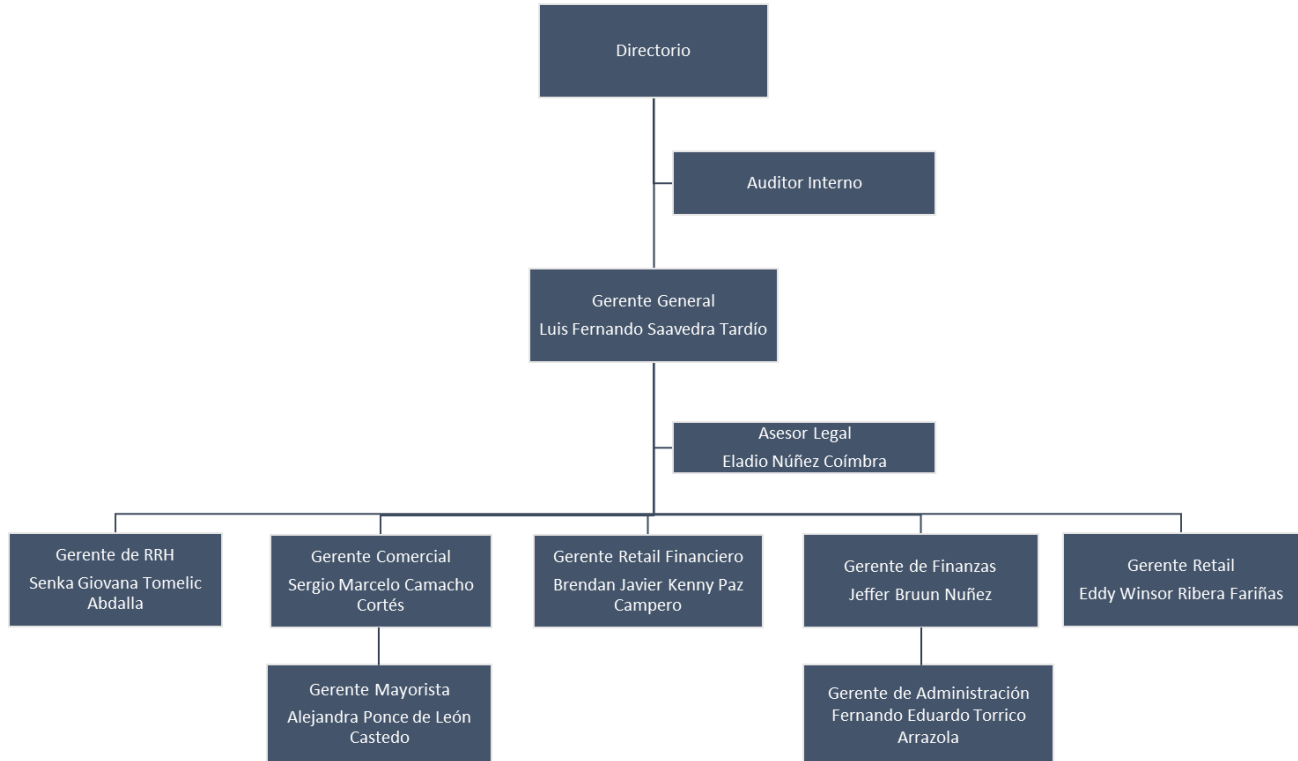 Directorio
Auditor Interno
Gerente General
Luis Fernando Saavedra Tardío
Asesor Legal
Eladio Núñez Coímbra
Gerente de RRH
Senka Giovana Tomelic
Abdalla
Gerente Comercial
Sergio Marcelo Camacho
Cortés
Gerente Retail Financiero
Brendan Javier Kenny Paz
Campero
Gerente de Finanzas
Jeffer Bruun Nuñez
Gerente Retail
Eddy Winsor Ribera Fariñas
Gerente Mayorista
Alejandra Ponce de León
Castedo
Gerente de Administración
Fernando Eduardo Torrico
Arrazola